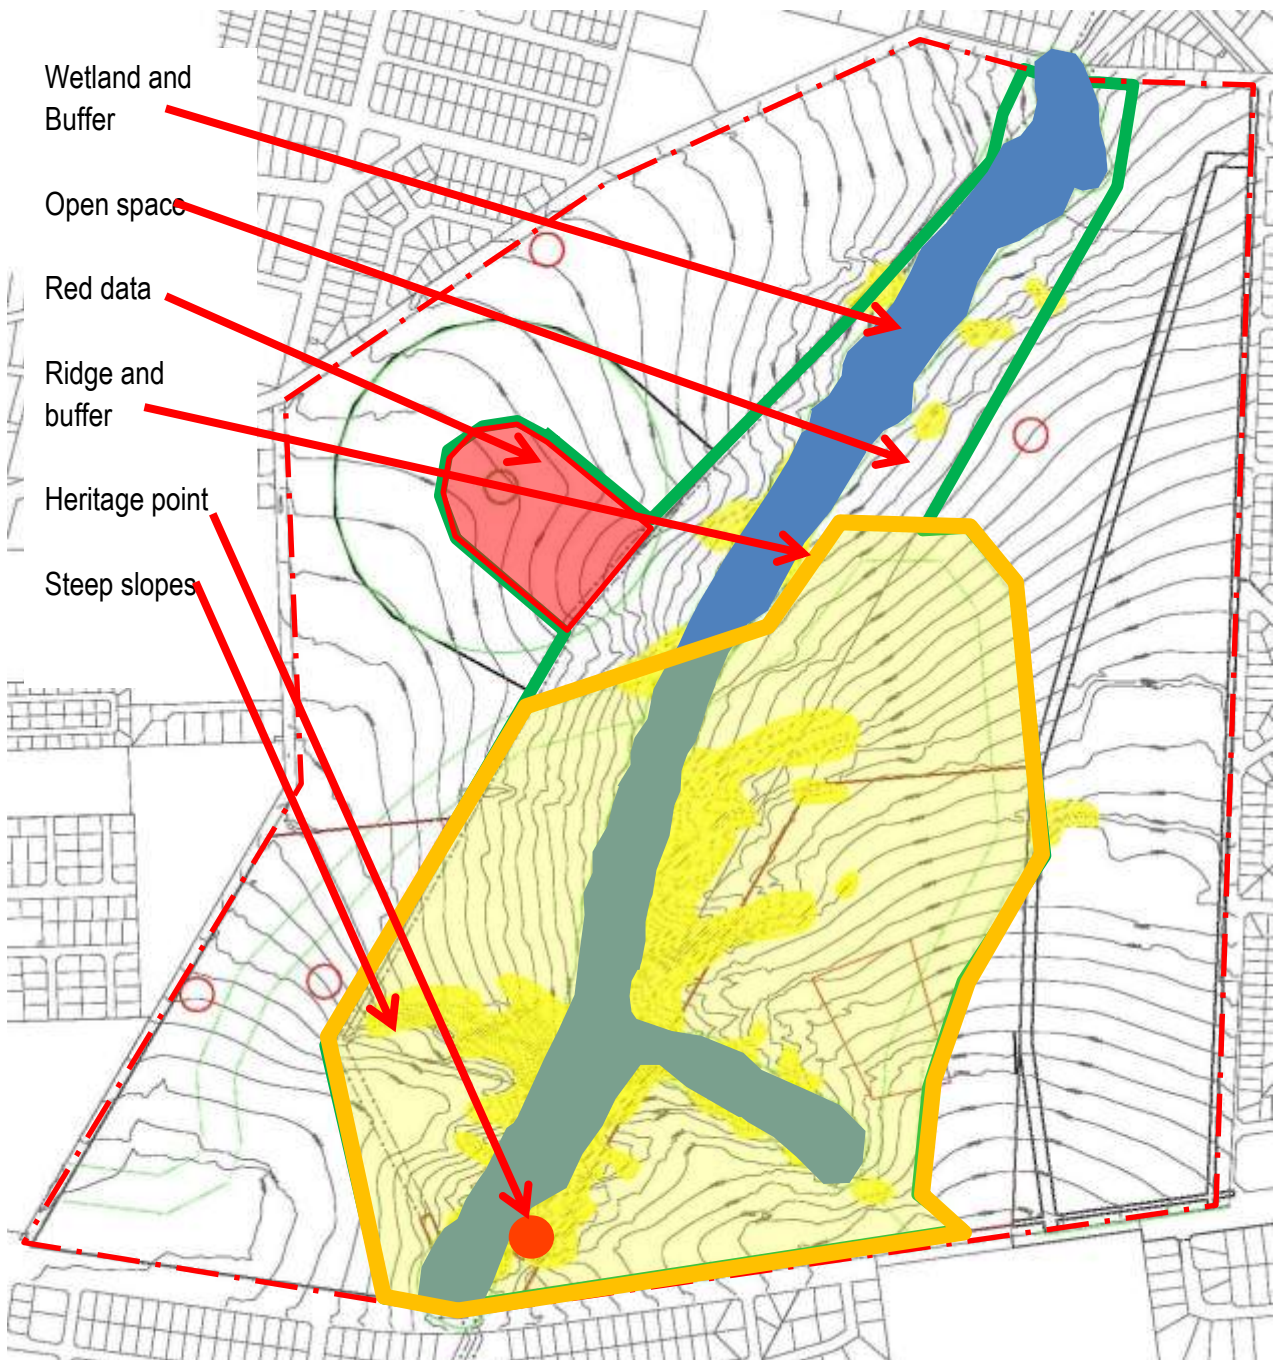 Wetland and
Buffer
Open space
Red data
Ridge and
buffer
Heritage point
Steep slopes